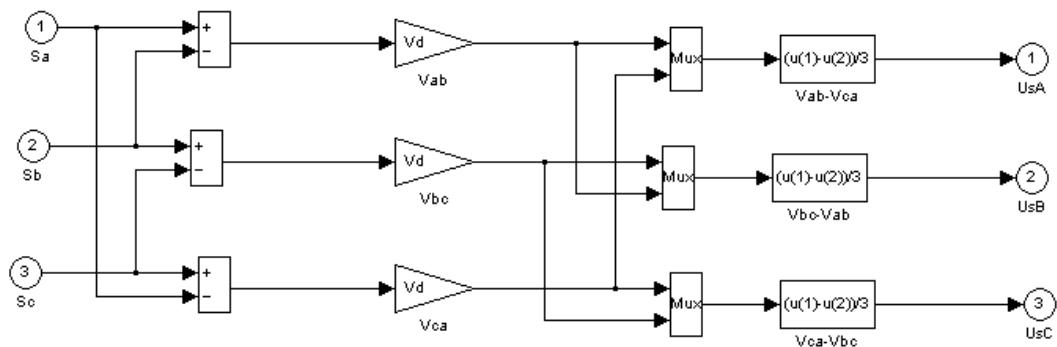 1
Sa
+
−
Vd
Vab
Mux
(u(1)-u(2))/3
Vab-Vca
1
UsA
2
Sb
+
−
Vd
Vbc
Mux
(u(1)-u(2))/3
Vbc-Vab
2
UsB
3
Sc
+
−
Vd
Vca
Mux
(u(1)-u(2))/3
Vca-Vbc
3
UsC